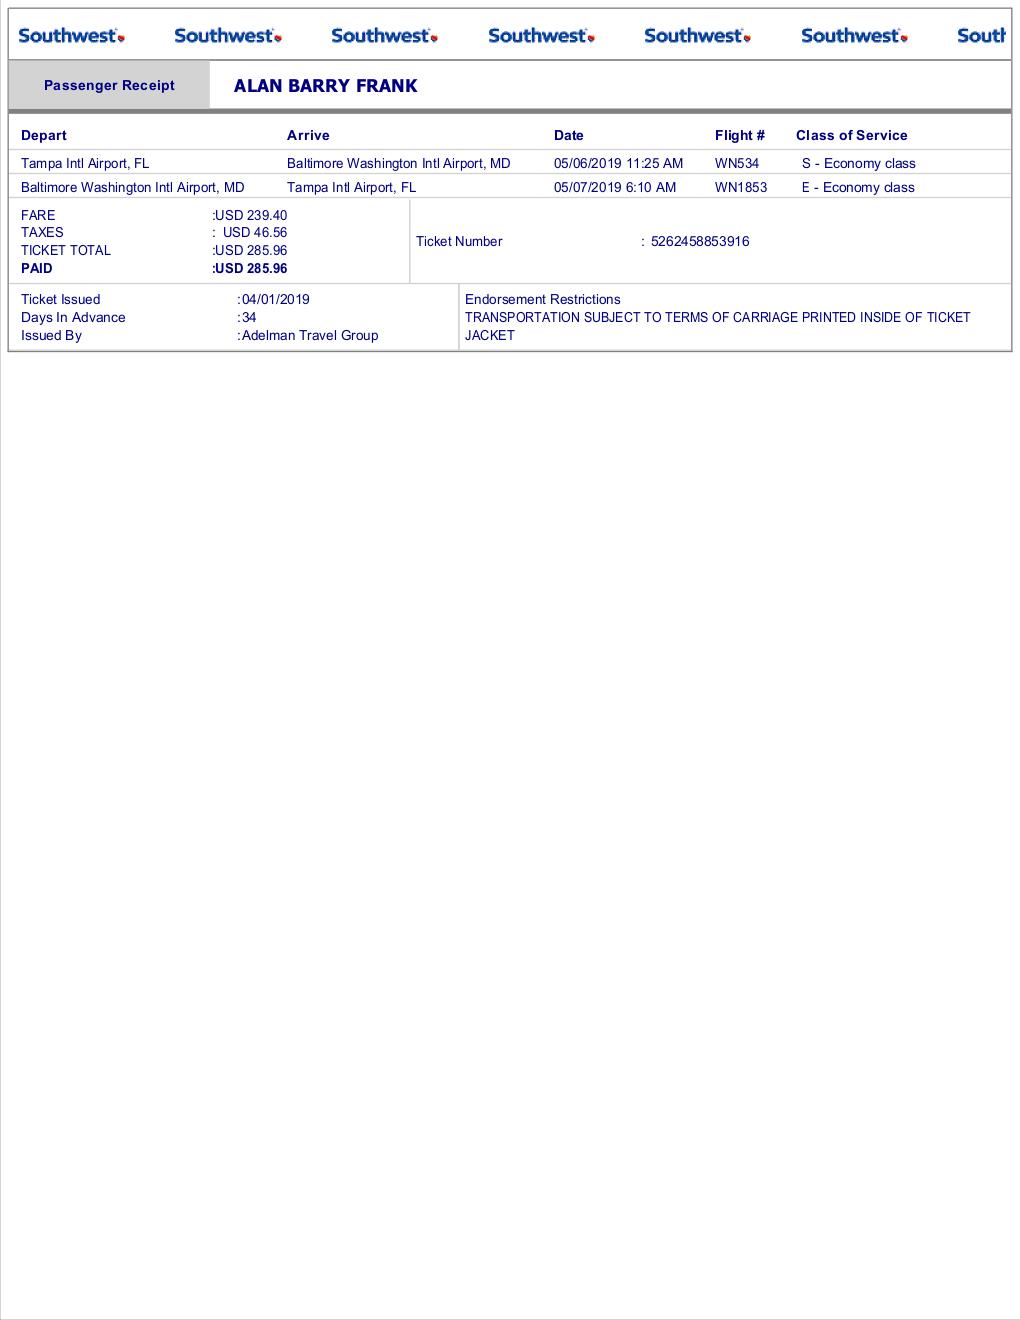 Southwest Southwest Southwest Southwest Southwest Southwest South
Passenger Receipt ALAN BARRY FRANK
Depart Arrive Date Flight # Class of Service
Tampa Intl Airport, FL Baltimore Washington Intl Airport, MD 05/06/2019 11:25 AM WN534 S - Economy class
Baltimore Washington Intl Airport, MD Tampa Intl Airport, FL 05/07/2019 6:10 AM WN1853 E - Economy class
FARE :USD 239.40
TAXES : USD 46.56
TICKET TOTAL :USD 285.96
PAID :USD 285.96
Ticket Number : 5262458853916
Ticket Issued :04/01/2019
Days In Advance :34
Issued By :Adelman Travel Group
Endorsement Restrictions
TRANSPORTATION SUBJECT TO TERMS OF CARRIAGE PRINTED INSIDE OF TICKET
JACKET